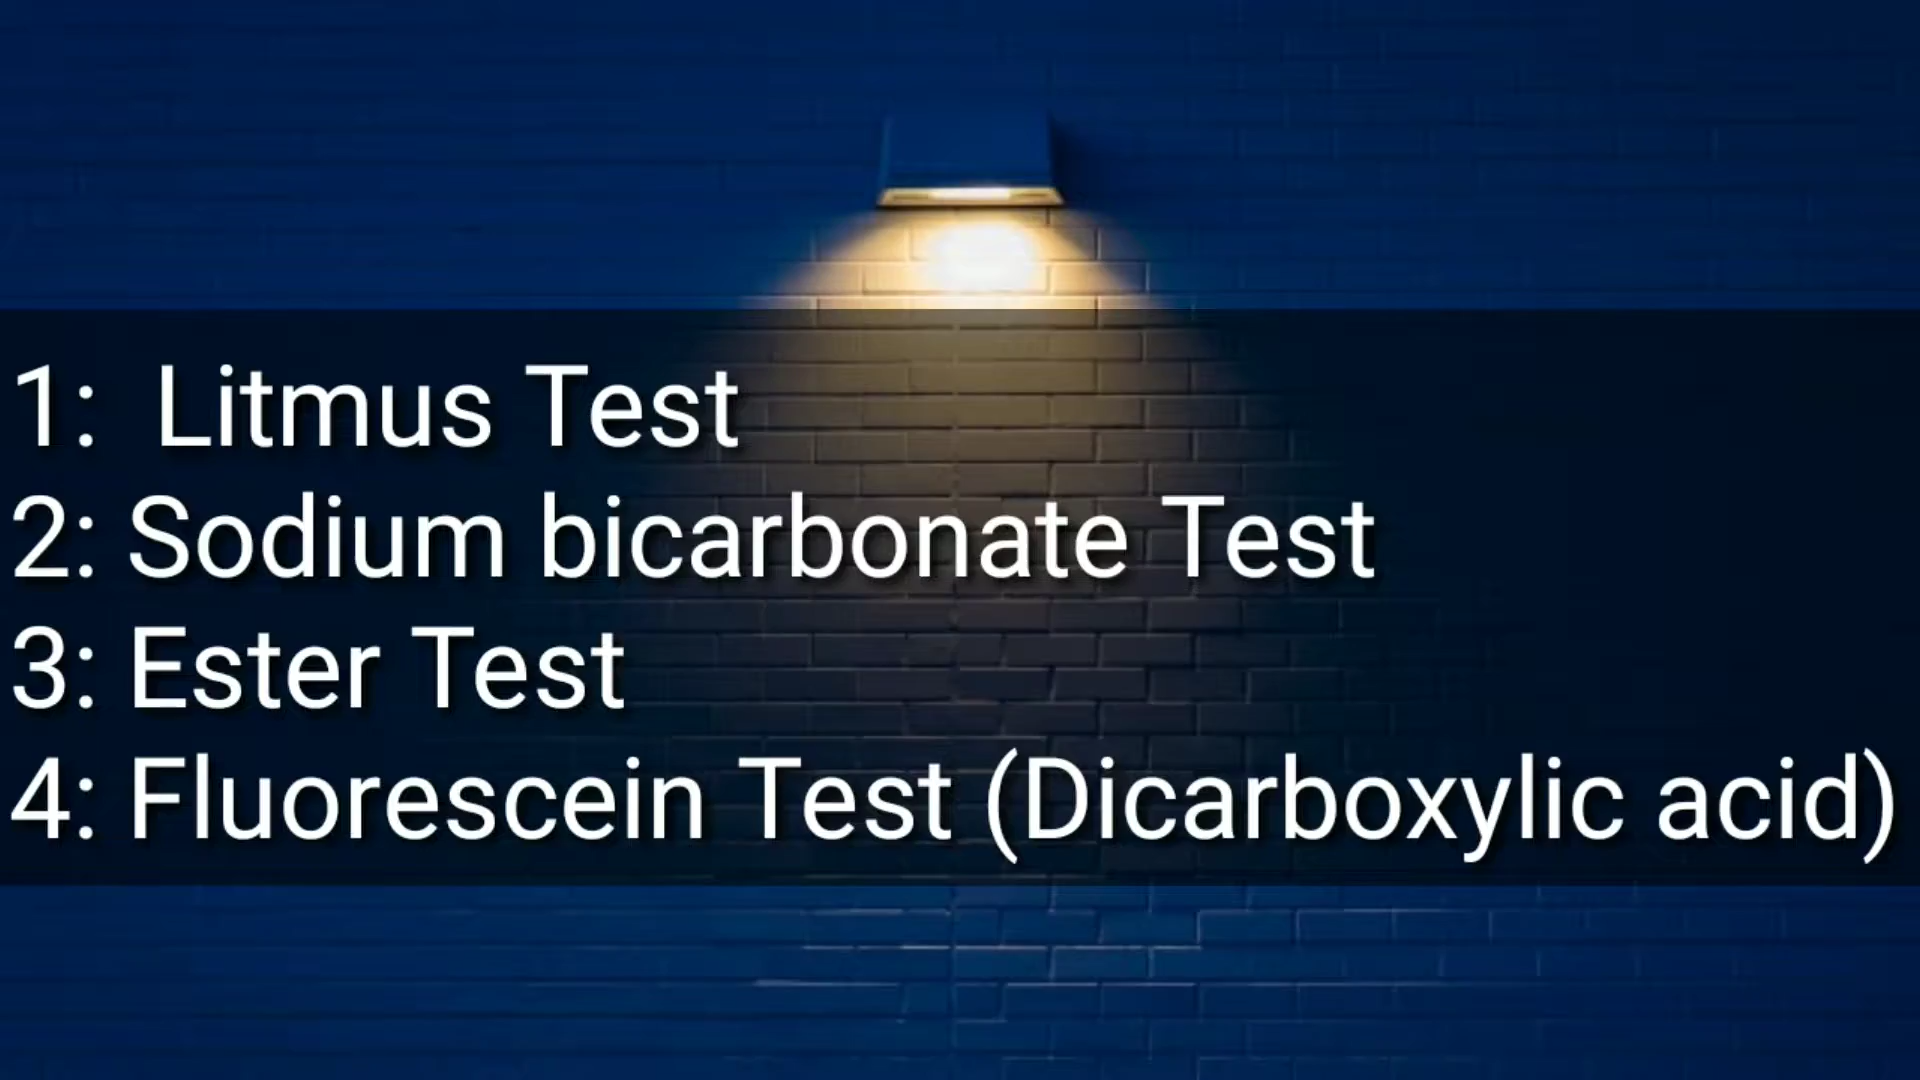 1:  Litmus Test
2: Sodium bicarbonate Test
3: Ester Test
4: Fluorescein Test (Dicarboxylic acid)